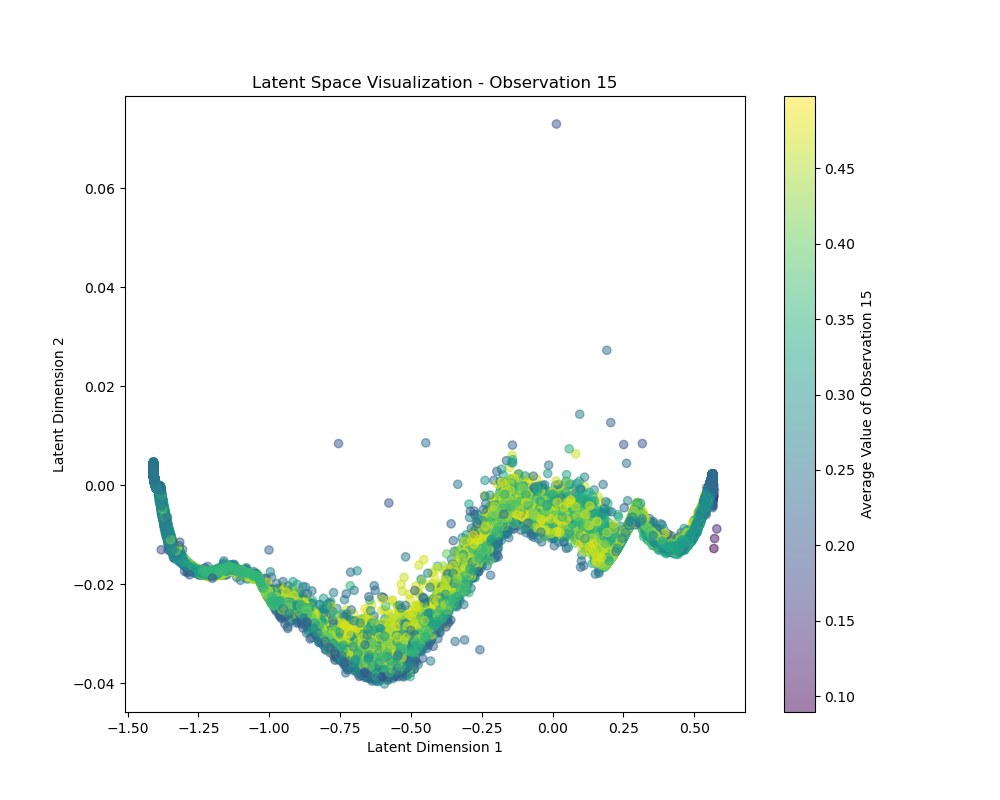 Latent Space Visualization - Observation 15
Latent Dimension 2
0.06
0.04
0.02
0.00
−0.02
−0.04
−1.50 −1.25 −1.00 −0.75 −0.50 −0.25 0.00 0.25 0.50
Latent Dimension 1
0.45
0.40
0.35
0.30
0.25
0.20
0.15
0.10
Average Value of Observation 15